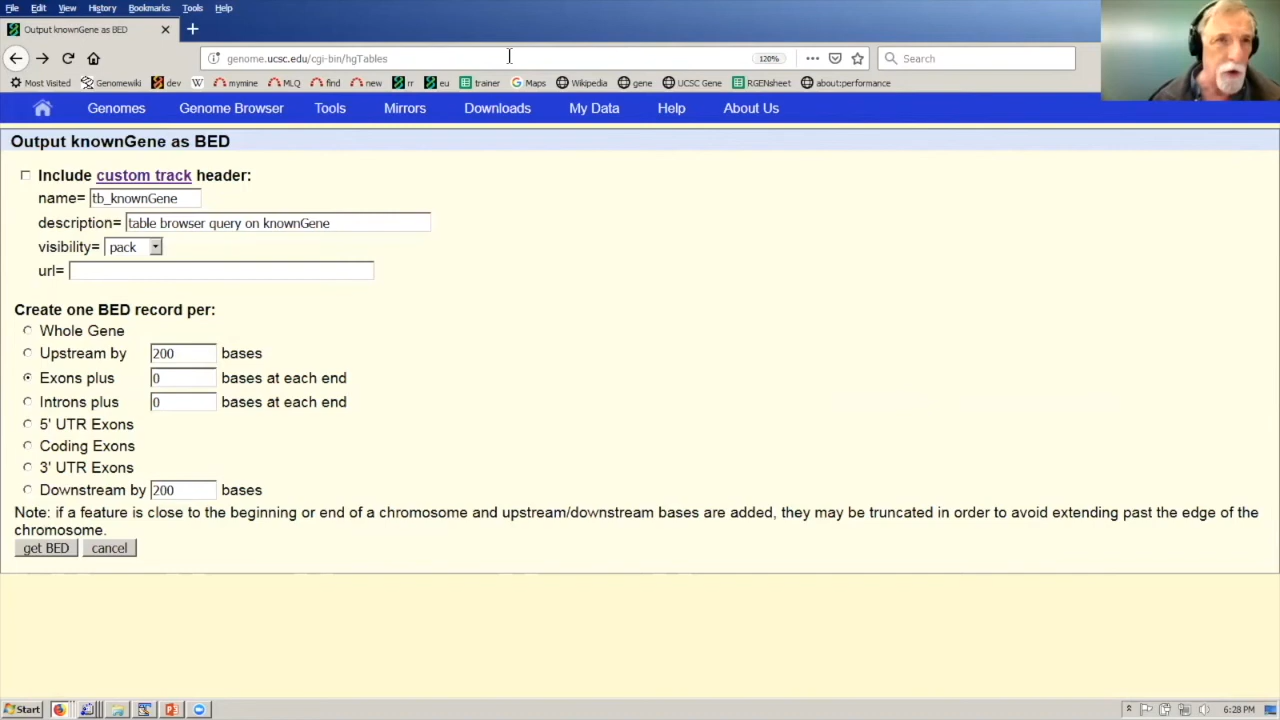 File Edit View History Bookmarks Tools Help
Output knownGene as BED
genome.ucsc.edu/cgi-bin/hgTables 120% Search
Most Visited Genomewiki dev mymine MLQ find new rr eu trainer Maps Wikipedia gene UCSC Gene RGENsheet about:performance
Genomes Genome Browser Tools Mirrors Downloads My Data Help About Us
Output knownGene as BED
Include custom track header:
name= tb_knownGene
description= table browser query on knownGene
visibility= pack
url=
Create one BED record per:
Whole Gene
Upstream by 200 bases
Exons plus 0 bases at each end
Introns plus 0 bases at each end
5' UTR Exons
Coding Exons
3' UTR Exons
Downstream by 200 bases
Note: if a feature is close to the beginning or end of a chromosome and upstream/downstream bases are added, they may be truncated in order to avoid extending past the edge of the
chromosome.
get BED cancel
Start 6:28 PM